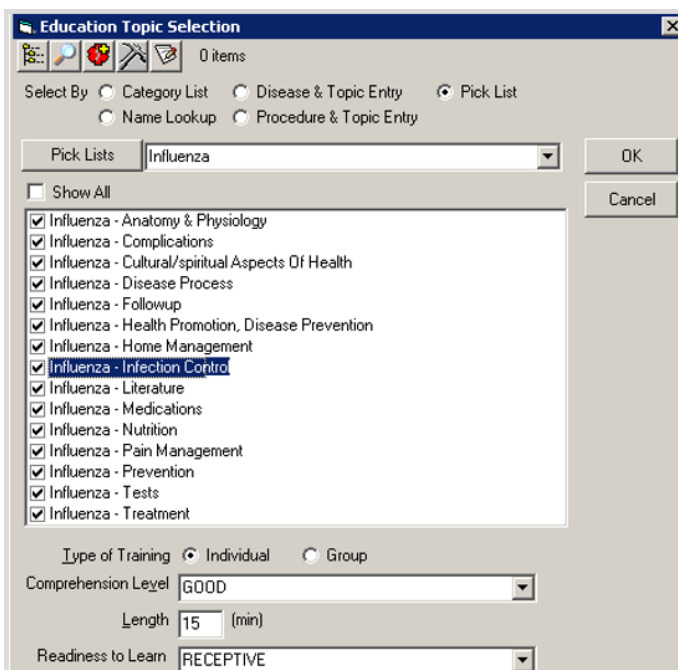 Education Topic Selection
0 items
Select By Category List Disease & Topic Entry Pick List
Name Lookup Procedure & Topic Entry
Pick Lists Influenza OK
Show All Cancel
Influenza - Anatomy & Physiology
Influenza - Complications
Influenza - Cultural/spiritual Aspects Of Health
Influenza - Disease Process
Influenza - Followup
Influenza - Health Promotion, Disease Prevention
Influenza - Home Management
Influenza - Infection Control
Influenza - Literature
Influenza - Medications
Influenza - Nutrition
Influenza - Pain Management
Influenza - Prevention
Influenza - Tests
Influenza - Treatment
Type of Training Individual Group
Comprehension Level GOOD
Length 15 (min)
Readiness to Learn RECEPTIVE